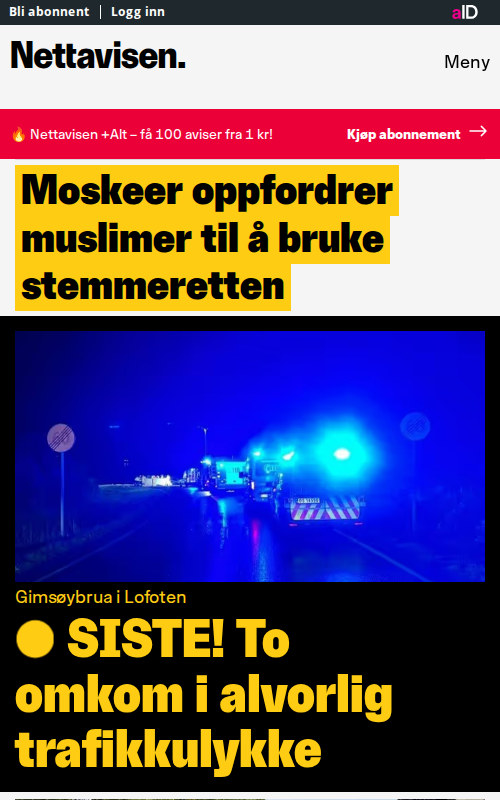 Bli abonnent | Logg inn
aID
Nettavisen.
Meny
🔥 Nettavisen +Alt – få 100 aviser fra 1 kr!
Kjøp abonnement →
Moskeer oppfordrer
muslimer til å bruke
stemmeretten
Gimsøybrua i Lofoten
SISTE! To
omkom i alvorlig
trafikkulykke